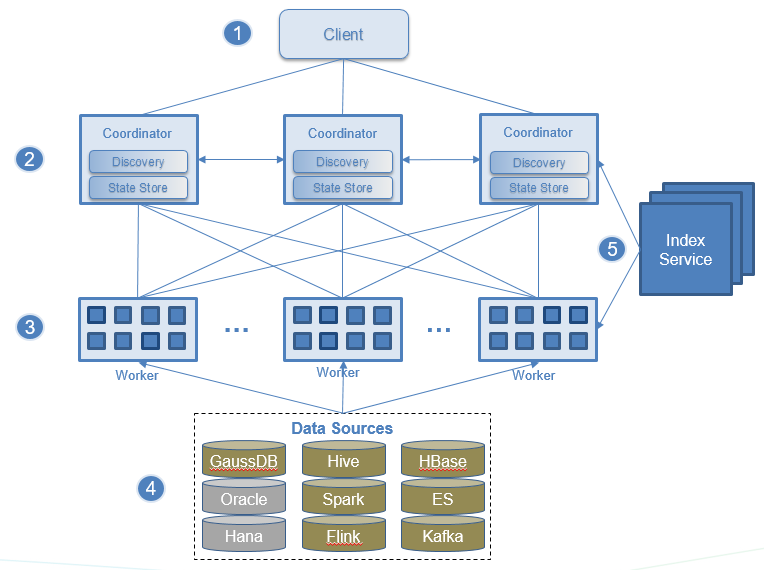 1
Client
2
Coordinator
Discovery
State Store
Coordinator
Discovery
State Store
Coordinator
Discovery
State Store
5
Index
Service
3
...
...
Worker
Worker
Worker
Data Sources
4
GaussDB
Hive
HBase
Oracle
Spark
ES
Hana
Flink
Kafka